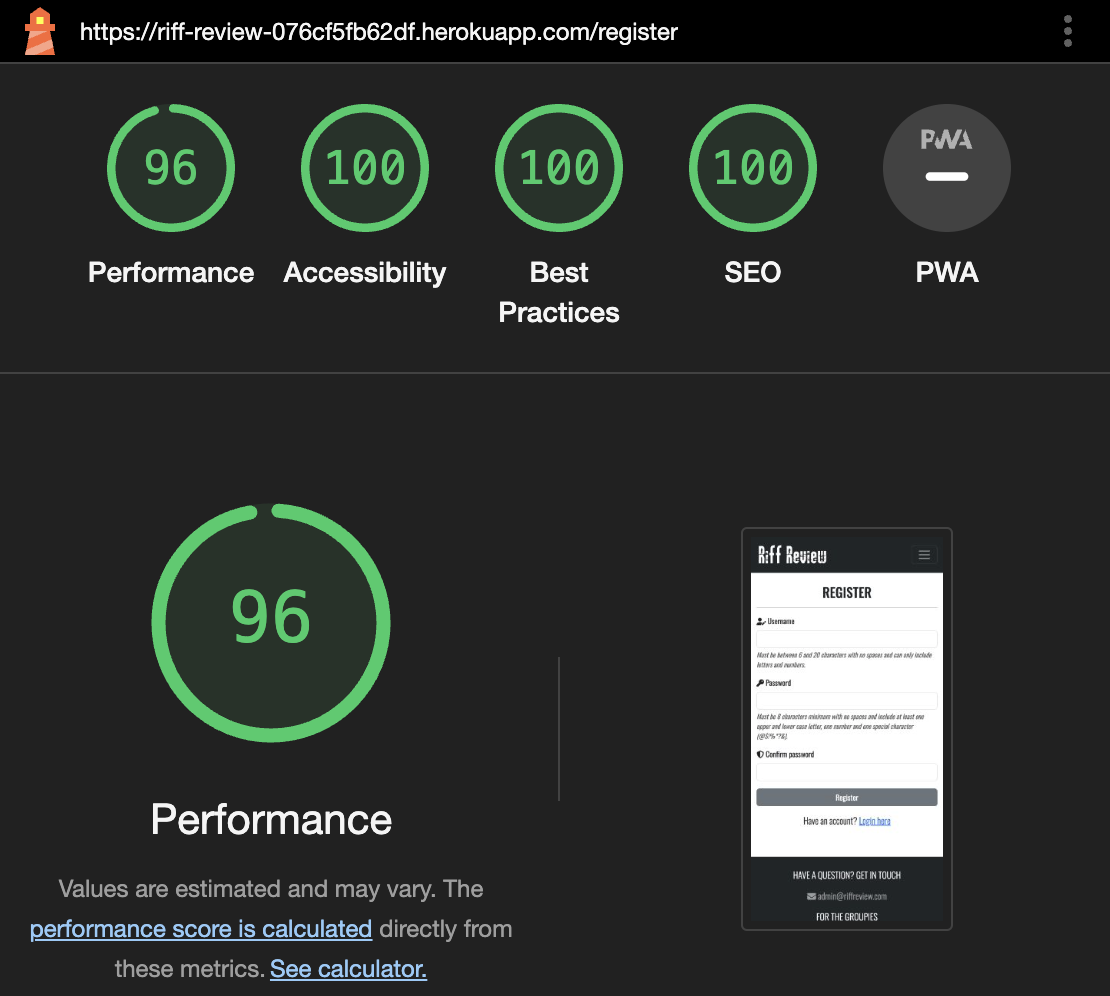 https://riff-review-076cf5fb62df.herokuapp.com/register
96
100
100
100
PWA
Performance
Accessibility
Best
Practices
SEO
PWA
96
Performance
Values are estimated and may vary. The
performance score is calculated directly from
these metrics. See calculator.
Riff Review
REGISTER
Username
Must be between 6 and 20 characters with no spaces and can only include
letters and numbers.
Password
Must be 8 characters minimum with no spaces and include at least one
upper and lower case letter, one number and one special character
Confirm password
Register
Have an account? Login here
HAVE A QUESTION? GET IN TOUCH
admin@riffreview.com
FOR THE GROUPIES